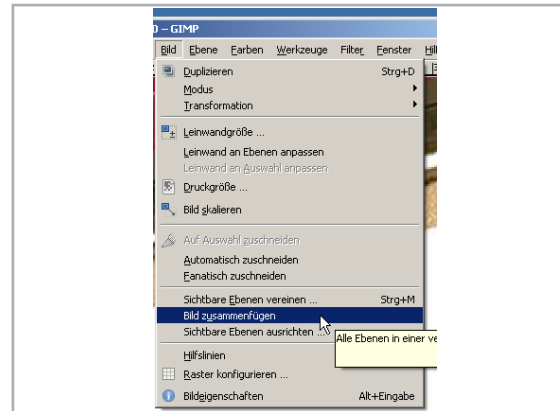 – GIMP
Bild Ebene Farben Werkzeuge Filter Fenster
Duplizieren Strg+D
Modus
Transformation
Leinwandgröße ...
Leinwand an Ebenen anpassen
Leinwand an Auswahl anpassen
Druckgröße ...
Bild skalieren
Auf Auswahl zuschneiden
Automatisch zuschneiden
Fanatisch zuschneiden
Sichtbare Ebenen vereinen ... Strg+M
Bild zusammenfügen
Sichtbare Ebenen ausrichten ...
Alle Ebenen in einer
Hilfslinien
Raster konfigurieren ...
Bildeigenschaften Alt+Eingabe